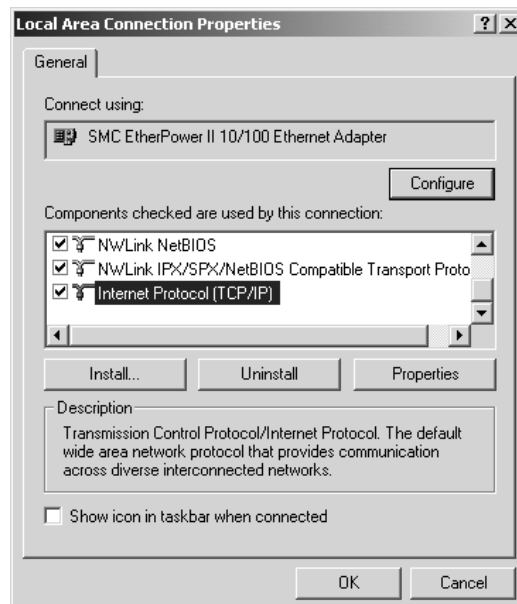 Local Area Connection Properties
General
Connect using:
SMC EtherPower II 10/100 Ethernet Adapter
Configure
Components checked are used by this connection:
NWLink NetBIOS
NWLink IPX/SPX/NetBIOS Compatible Transport Proto
Internet Protocol (TCP/IP)
Install... Uninstall Properties
Description
Transmission Control Protocol/Internet Protocol. The default
wide area network protocol that provides communication
across diverse interconnected networks.
Show icon in taskbar when connected
OK Cancel